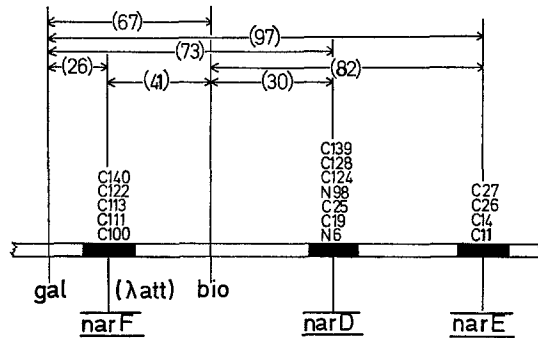 (67)
(97)
(73)
(26)
(41)
(30)
(82)
C140
C122
C113
C111
C100
C139
C128
C124
N98
C25
C19
N6
C27
C26
C14
C11
gal (λatt) bio
narF narD narE